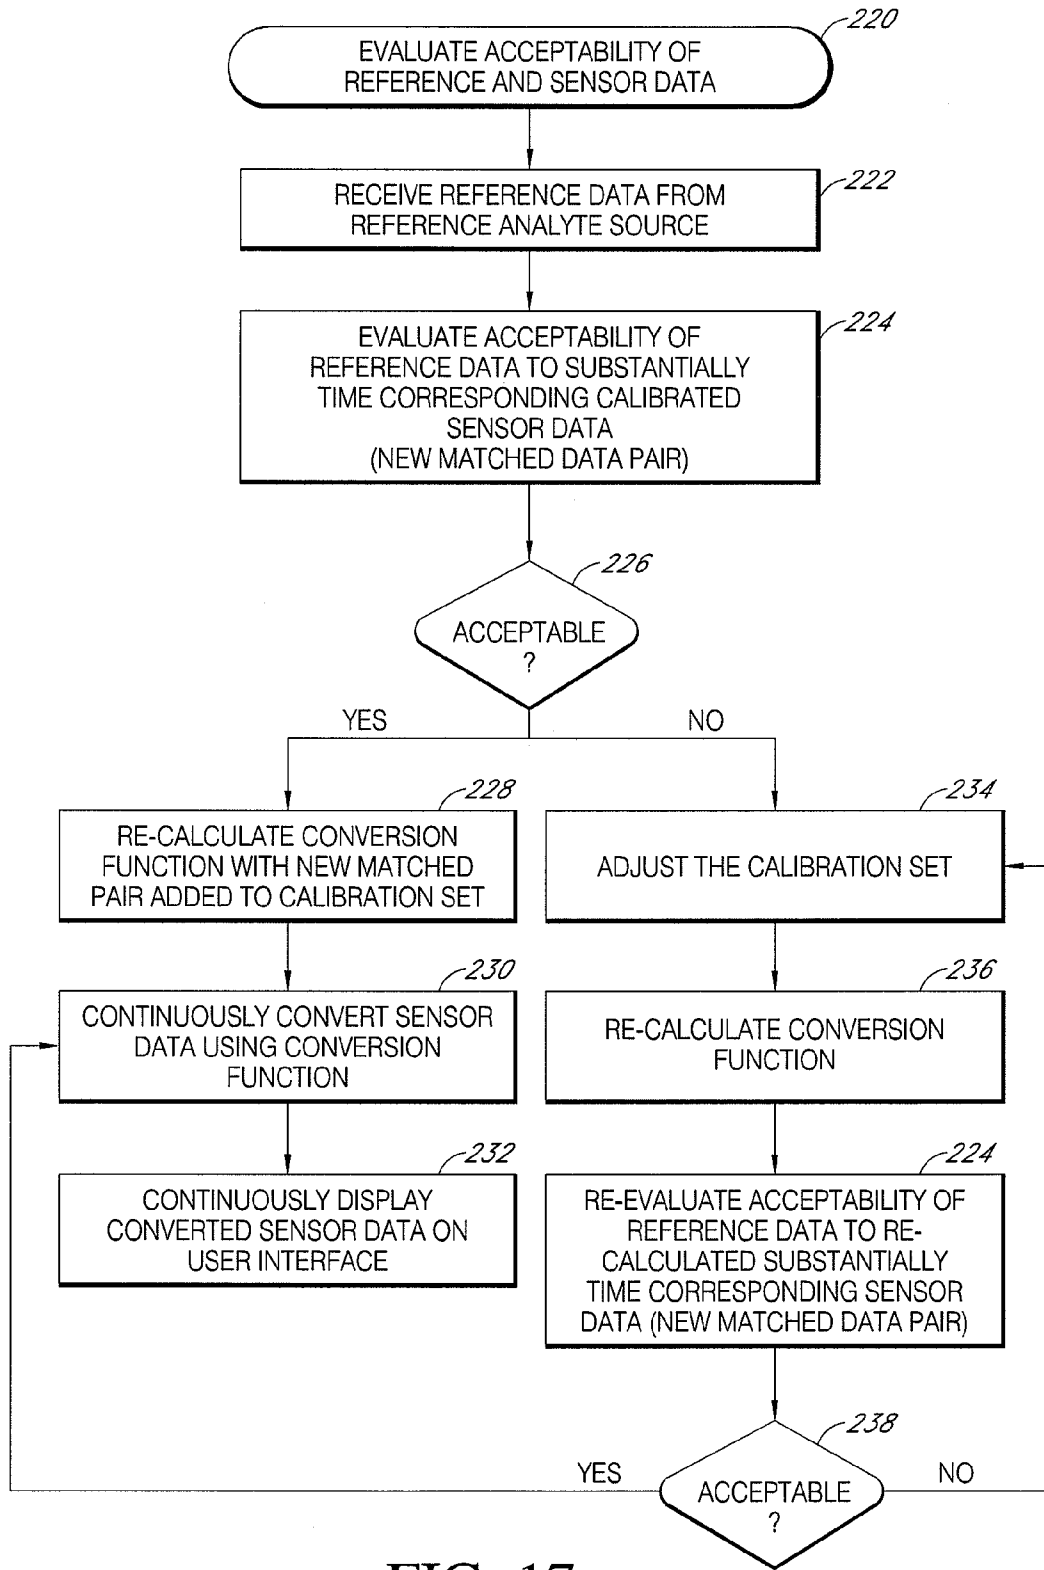 220
EVALUATE ACCEPTABILITY OF
REFERENCE AND SENSOR DATA
222
RECEIVE REFERENCE DATA FROM
REFERENCE ANALYTE SOURCE
224
EVALUATE ACCEPTABILITY OF
REFERENCE DATA TO SUBSTANTIALLY
TIME CORRESPONDING CALIBRATED
SENSOR DATA
(NEW MATCHED DATA PAIR)
226
ACCEPTABLE
?
YES
NO
228
RE-CALCULATE CONVERSION
FUNCTION WITH NEW MATCHED
PAIR ADDED TO CALIBRATION SET
234
ADJUST THE CALIBRATION SET
230
CONTINUOUSLY CONVERT SENSOR
DATA USING CONVERSION
FUNCTION
236
RE-CALCULATE CONVERSION
FUNCTION
232
CONTINUOUSLY DISPLAY
CONVERTED SENSOR DATA ON
USER INTERFACE
224
RE-EVALUATE ACCEPTABILITY OF
REFERENCE DATA TO RE-
CALCULATED SUBSTANTIALLY
TIME CORRESPONDING SENSOR
DATA (NEW MATCHED DATA PAIR)
238
YES
ACCEPTABLE
?
NO
FIG. 17